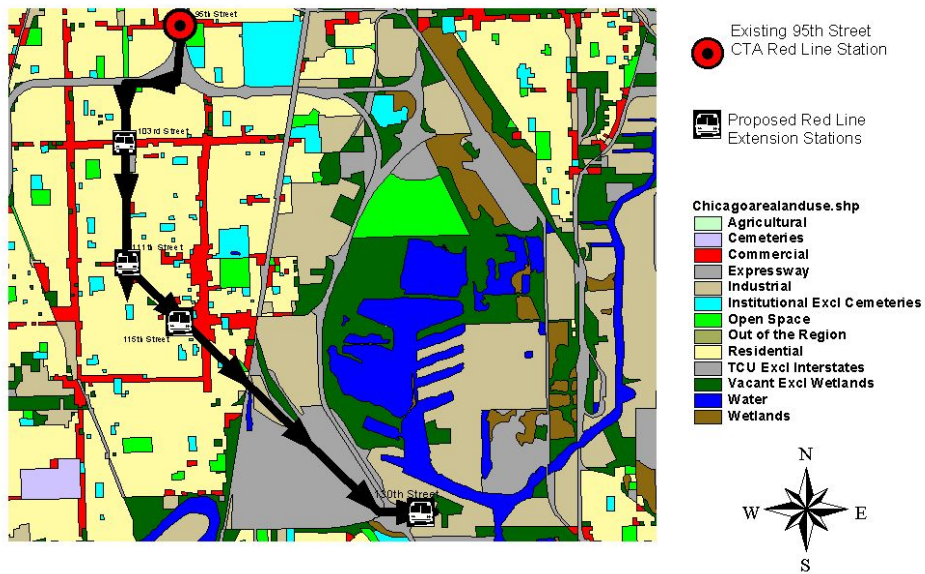 95th Street
103rd Street
111th Street
115th Street
130th Street
Existing 95th Street
CTA Red Line Station
Proposed Red Line
Extension Stations
Chicagoarealanduse.shp
Agricultural
Cemeteries
Commercial
Expressway
Industrial
Institutional Excl Cemeteries
Open Space
Out of the Region
Residential
TCU Excl Interstates
Vacant Excl Wetlands
Water
Wetlands
N
W E
S